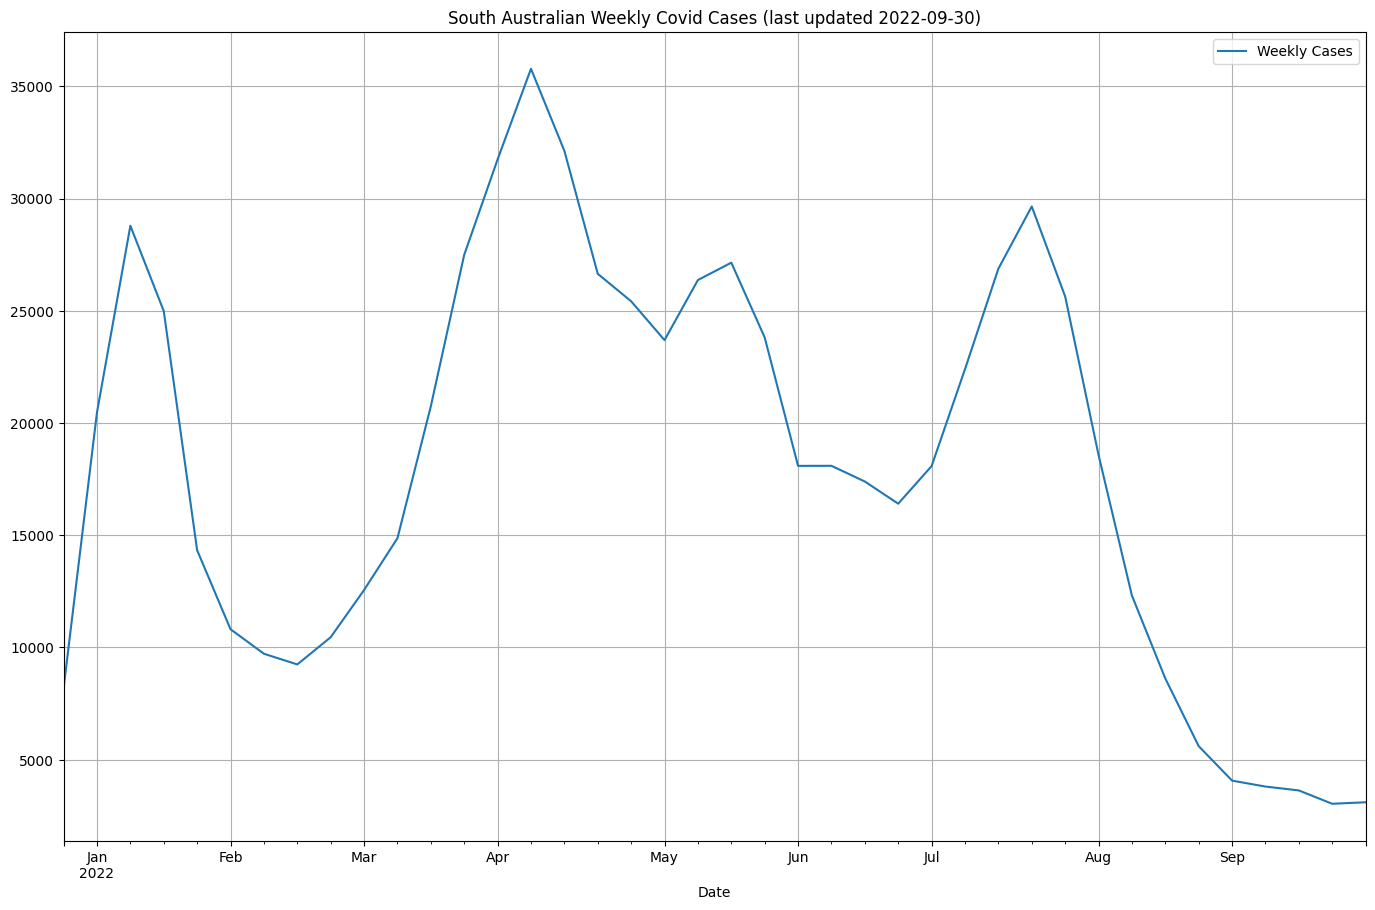 South Australian Weekly Covid Cases (last updated 2022-09-30)
Weekly Cases
35000
30000
25000
20000
15000
10000
5000
Jan Feb Mar Apr May Jun Jul Aug Sep
2022
Date